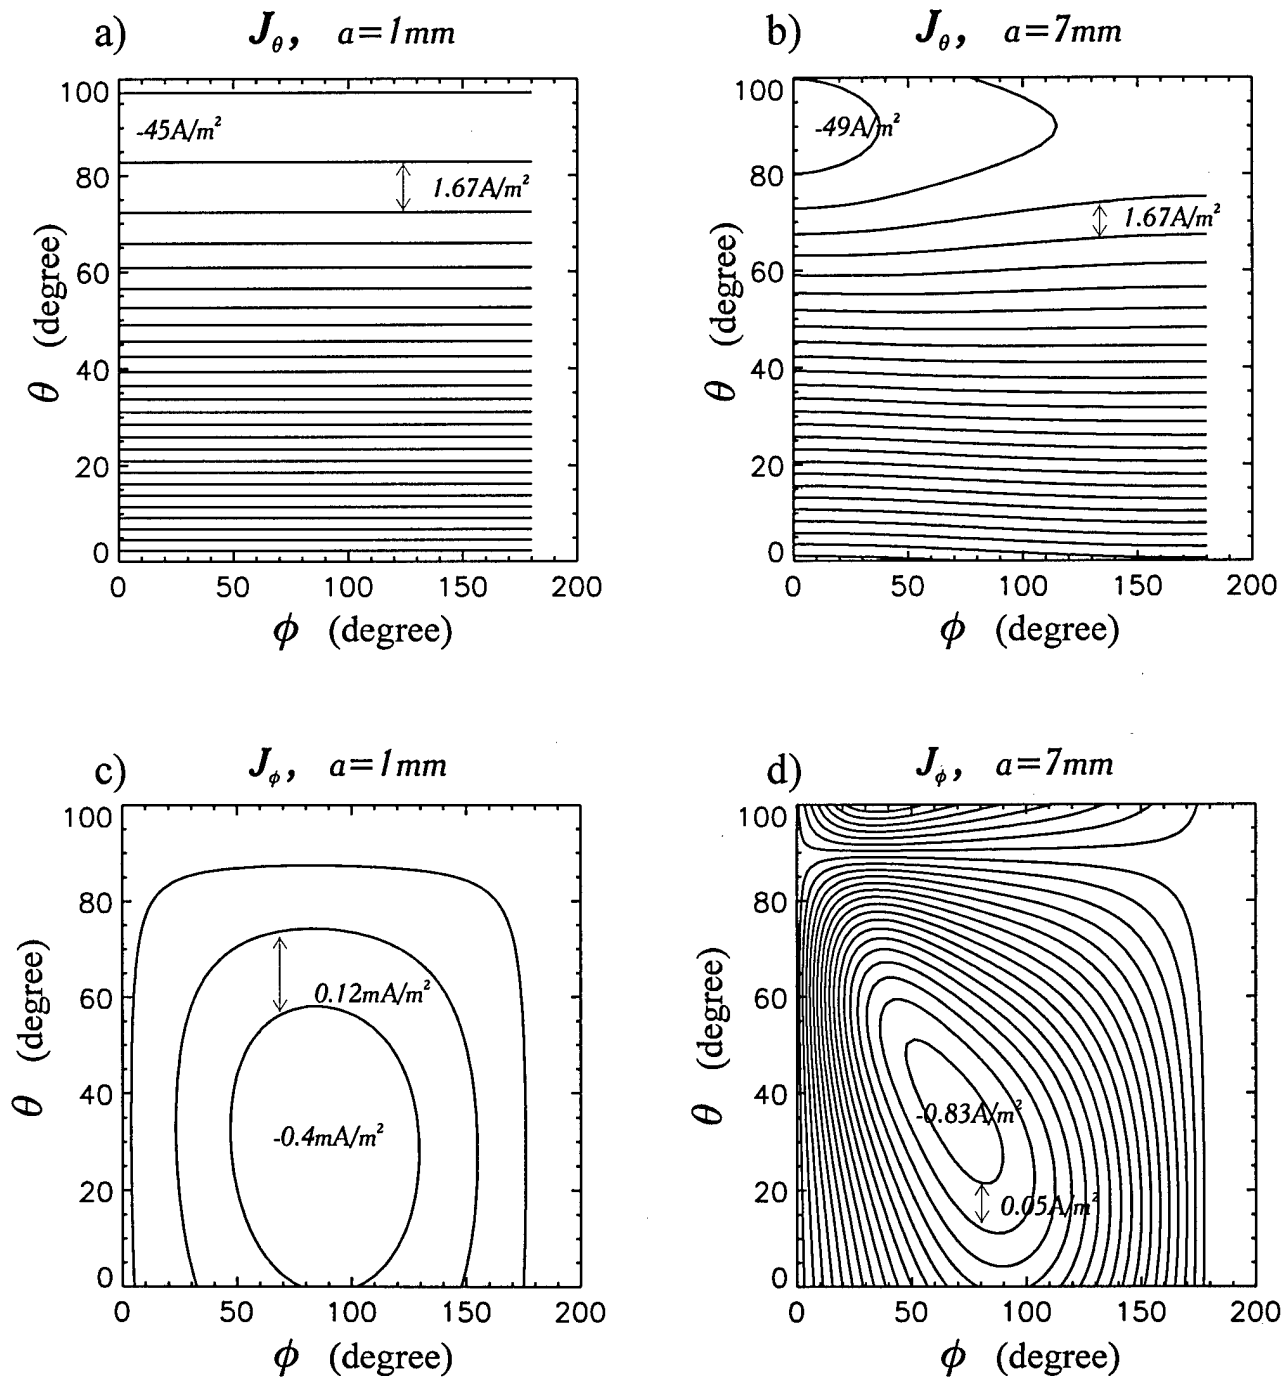 a) J_θ, a=1mm
100
80
60
40
20
0
θ (degree)
-45A/m²
1.67A/m²
0 50 100 150 200
ϕ (degree)
b) J_θ, a=7mm
100
80
60
40
20
0
θ (degree)
-49A/m²
1.67A/m²
0 50 100 150 200
ϕ (degree)
c) J_ϕ, a=1mm
100
80
60
40
20
0
θ (degree)
0.12mA/m²
-0.4mA/m²
0 50 100 150 200
ϕ (degree)
d) J_ϕ, a=7mm
100
80
60
40
20
0
θ (degree)
-0.83A/m²
0.05A/m²
0 50 100 150 200
ϕ (degree)